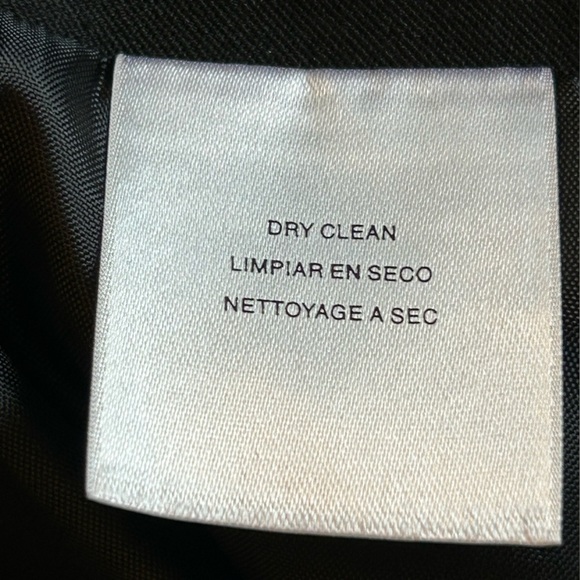 DRY CLEAN
LIMPIAR EN SECO
NETTOYAGE A SEC